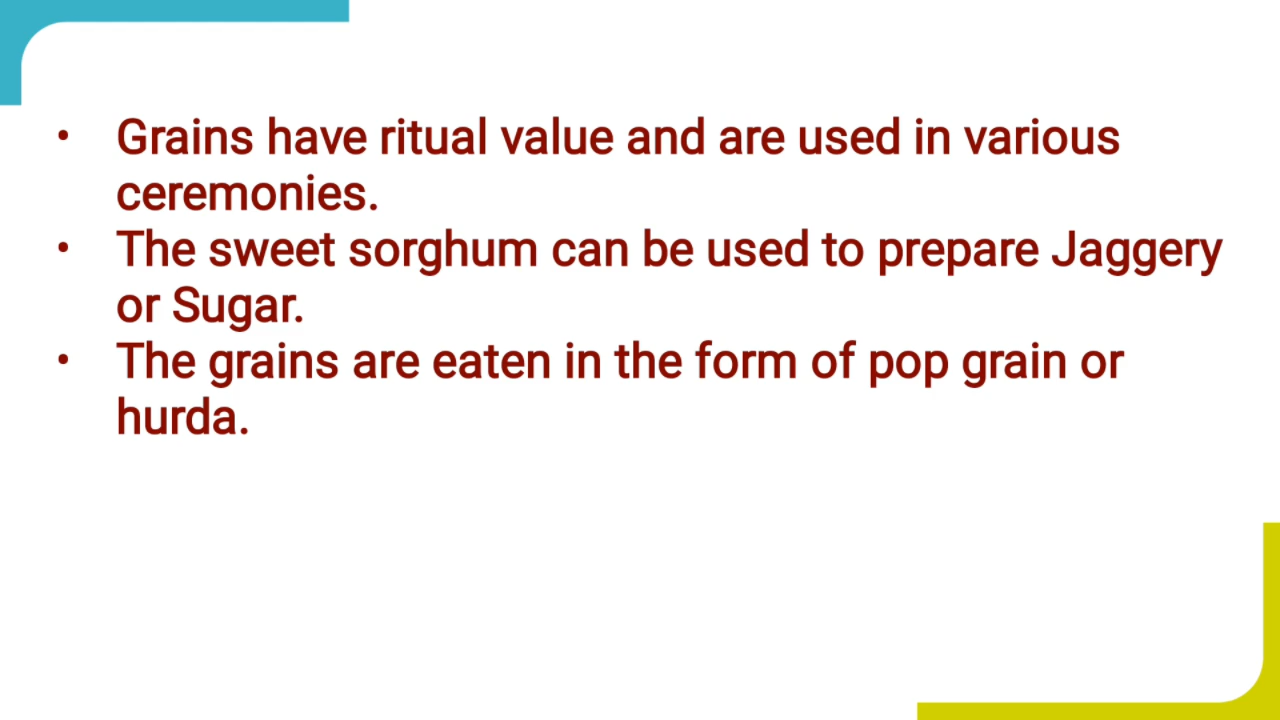 • Grains have ritual value and are used in various
ceremonies.
• The sweet sorghum can be used to prepare Jaggery
or Sugar.
• The grains are eaten in the form of pop grain or
hurda.